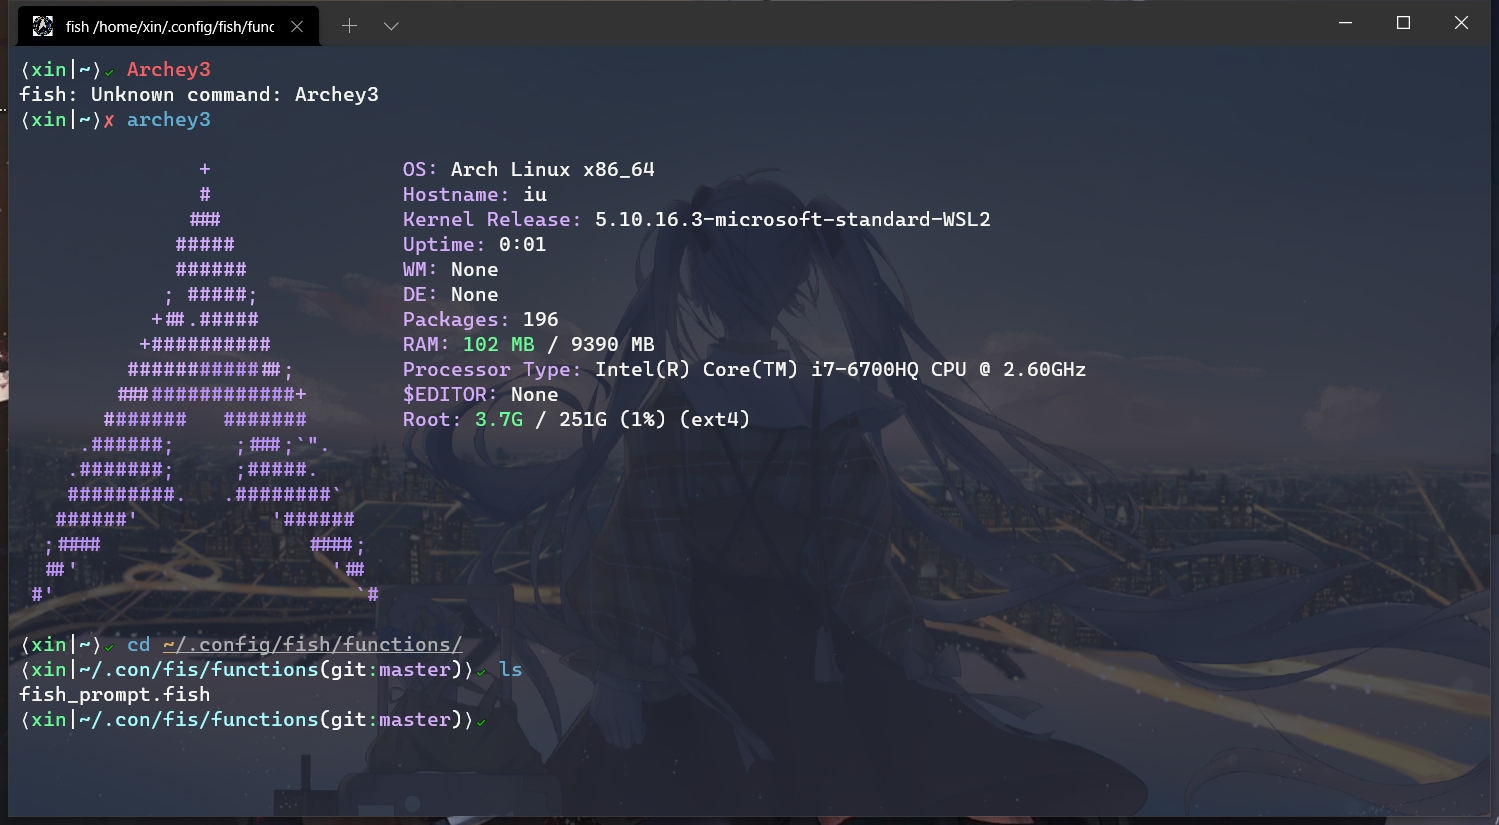 fish /home/xin/.config/fish/func
⟨xin|~⟩✓ Archey3
fish: Unknown command: Archey3
⟨xin|~⟩✗ archey3
+ OS: Arch Linux x86_64
# Hostname: iu
### Kernel Release: 5.10.16.3-microsoft-standard-WSL2
##### Uptime: 0:01
###### WM: None
; #####; DE: None
+##.##### Packages: 196
+########## RAM: 102 MB / 9390 MB
#############; Processor Type: Intel(R) Core(TM) i7-6700HQ CPU @ 2.60GHz
###############+ $EDITOR: None
####### ####### Root: 3.7G / 251G (1%) (ext4)
.######; ;###;`".
.#######; ;#####.
#########. .########`
######' '######
;#### ####;
##' '##
#' `#
⟨xin|~⟩✓ cd ~/.config/fish/functions/
⟨xin|~/.con/fis/functions(git:master)⟩✓ ls
fish_prompt.fish
⟨xin|~/.con/fis/functions(git:master)⟩✓